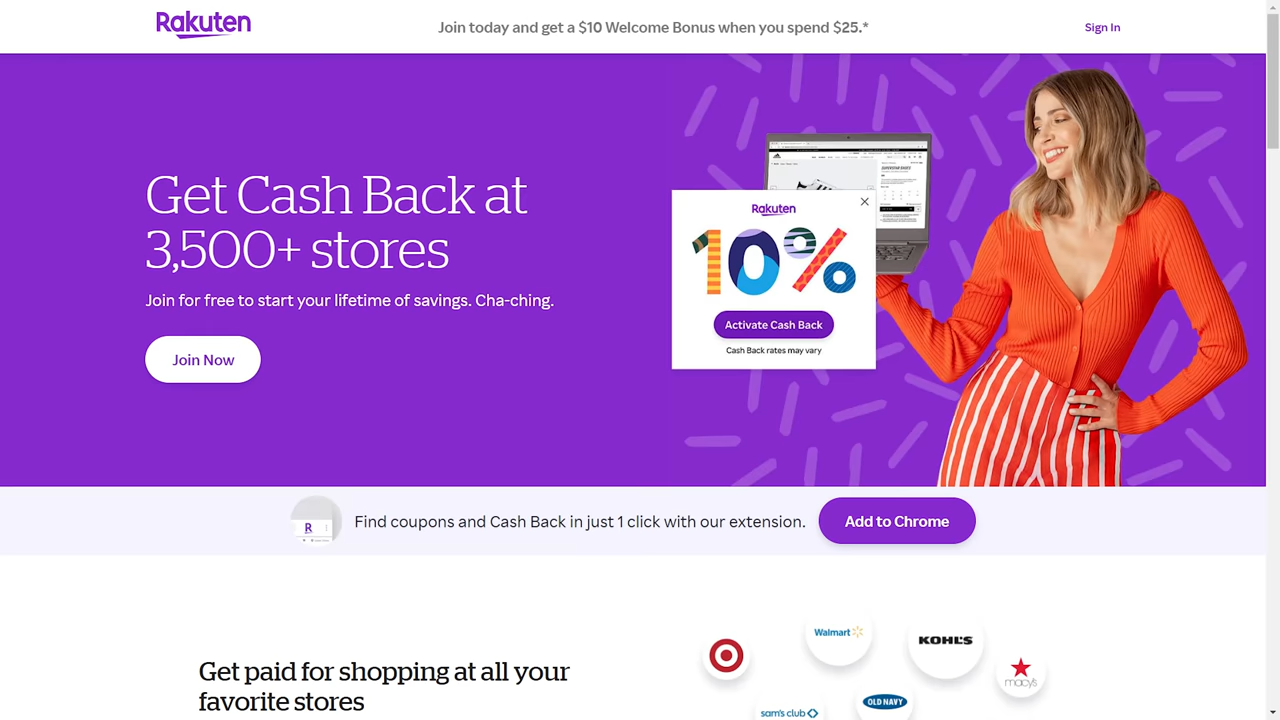 Rakuten
Join today and get a $10 Welcome Bonus when you spend $25.*
Sign In
Get Cash Back at
3,500+ stores
Join for free to start your lifetime of savings. Cha-ching.
Join Now
Rakuten
10%
Activate Cash Back
Cash Back rates may vary
R
Find coupons and Cash Back in just 1 click with our extension.
Add to Chrome
Get paid for shopping at all your
favorite stores
Walmart
KOHL'S
macy's
sam's club
OLD NAVY